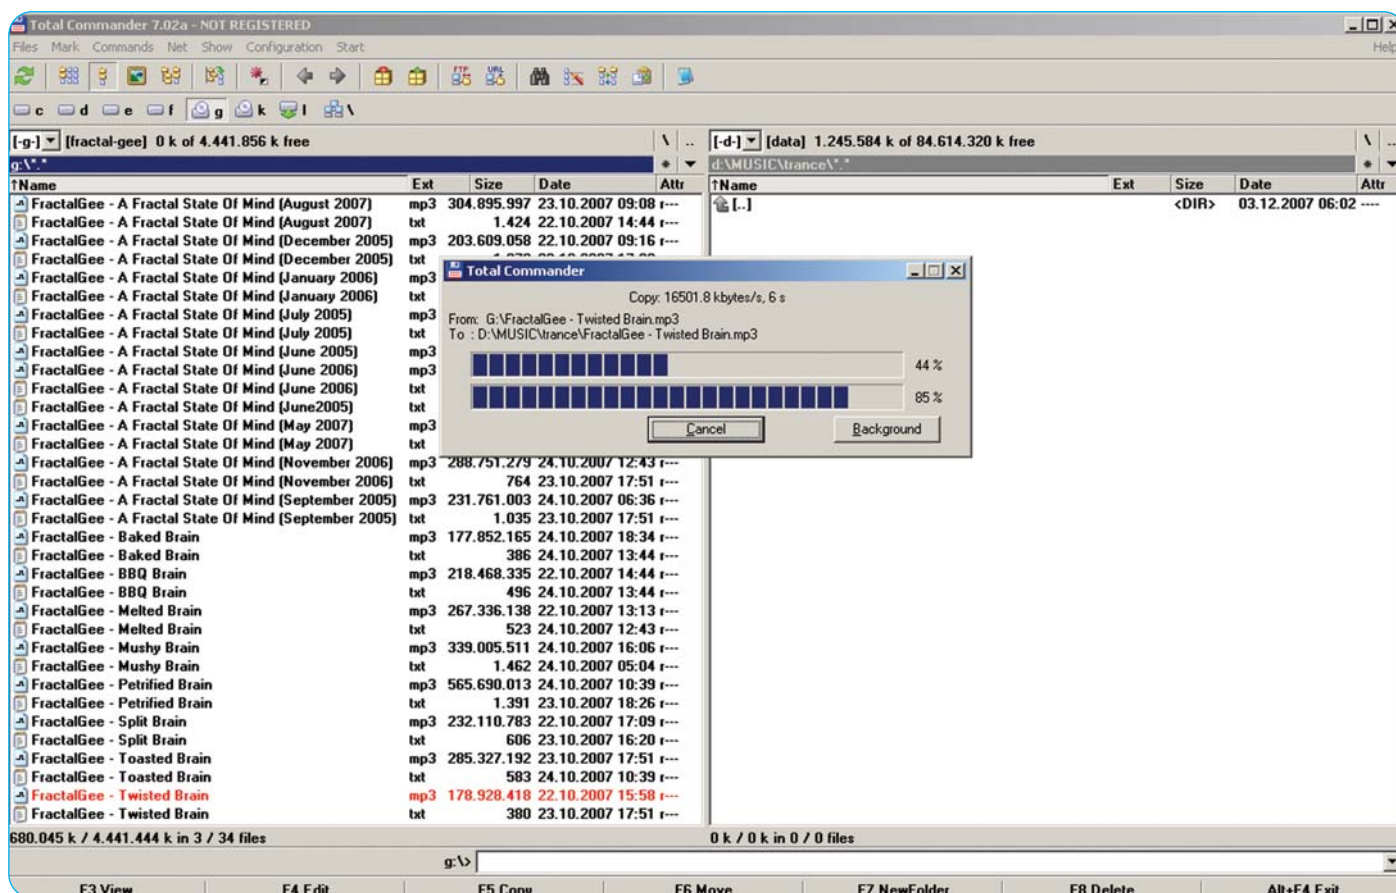 Total Commander 7.02a - NOT REGISTERED
Files Mark Commands Net Show Configuration Start Help
FTP URL
c d e f g k l \
[-g-] [fractal-gee] 0 k of 4.441.856 k free \ .. [-d-] [data] 1.245.584 k of 84.614.320 k free \ ..
g:\*.* * d:\MUSIC\trance\*.* *
↑Name Ext Size Date Attr ↑Name Ext Size Date Attr
FractalGee - A Fractal State Of Mind (August 2007) mp3 304.895.997 23.10.2007 09:08 r--- [..] <DIR> 03.12.2007 06:02 ----
FractalGee - A Fractal State Of Mind (August 2007) txt 1.424 22.10.2007 14:44 r---
FractalGee - A Fractal State Of Mind (December 2005) mp3 203.609.058 22.10.2007 09:16 r---
FractalGee - A Fractal State Of Mind (December 2005) txt
FractalGee - A Fractal State Of Mind (January 2006) mp3
FractalGee - A Fractal State Of Mind (January 2006) txt
FractalGee - A Fractal State Of Mind (July 2005) mp3
FractalGee - A Fractal State Of Mind (July 2005) txt
FractalGee - A Fractal State Of Mind (June 2005) mp3
FractalGee - A Fractal State Of Mind (June 2006) mp3
FractalGee - A Fractal State Of Mind (June 2006) txt
FractalGee - A Fractal State Of Mind (June2005) txt
FractalGee - A Fractal State Of Mind (May 2007) mp3
FractalGee - A Fractal State Of Mind (May 2007) txt
FractalGee - A Fractal State Of Mind (November 2006) mp3 288.751.279 24.10.2007 12:43 r---
FractalGee - A Fractal State Of Mind (November 2006) txt 764 23.10.2007 17:51 r---
FractalGee - A Fractal State Of Mind (September 2005) mp3 231.761.003 24.10.2007 06:36 r---
FractalGee - A Fractal State Of Mind (September 2005) txt 1.035 23.10.2007 17:51 r---
FractalGee - Baked Brain mp3 177.852.165 24.10.2007 18:34 r---
FractalGee - Baked Brain txt 386 24.10.2007 13:44 r---
FractalGee - BBQ Brain mp3 218.468.335 22.10.2007 14:44 r---
FractalGee - BBQ Brain txt 496 24.10.2007 13:44 r---
FractalGee - Melted Brain mp3 267.336.138 22.10.2007 13:13 r---
FractalGee - Melted Brain txt 523 24.10.2007 12:43 r---
FractalGee - Mushy Brain mp3 339.005.511 24.10.2007 16:06 r---
FractalGee - Mushy Brain txt 1.462 24.10.2007 05:04 r---
FractalGee - Petrified Brain mp3 565.690.013 24.10.2007 10:39 r---
FractalGee - Petrified Brain txt 1.391 23.10.2007 18:26 r---
FractalGee - Split Brain mp3 232.110.783 22.10.2007 17:09 r---
FractalGee - Split Brain txt 606 23.10.2007 16:20 r---
FractalGee - Toasted Brain mp3 285.327.192 23.10.2007 17:51 r---
FractalGee - Toasted Brain txt 583 24.10.2007 10:39 r---
FractalGee - Twisted Brain mp3 178.928.418 22.10.2007 15:58 r---
FractalGee - Twisted Brain txt 380 23.10.2007 17:51 r---
Total Commander
Copy: 16501.8 kbytes/s, 6 s
From: G:\FractalGee - Twisted Brain.mp3
To : D:\MUSIC\trance\FractalGee - Twisted Brain.mp3
44 %
85 %
Cancel Background
680.045 k / 4.441.444 k in 3 / 34 files 0 k / 0 k in 0 / 0 files
g:\>
F3 View F4 Edit F5 Copy F6 Move F7 NewFolder F8 Delete Alt+F4 Exit